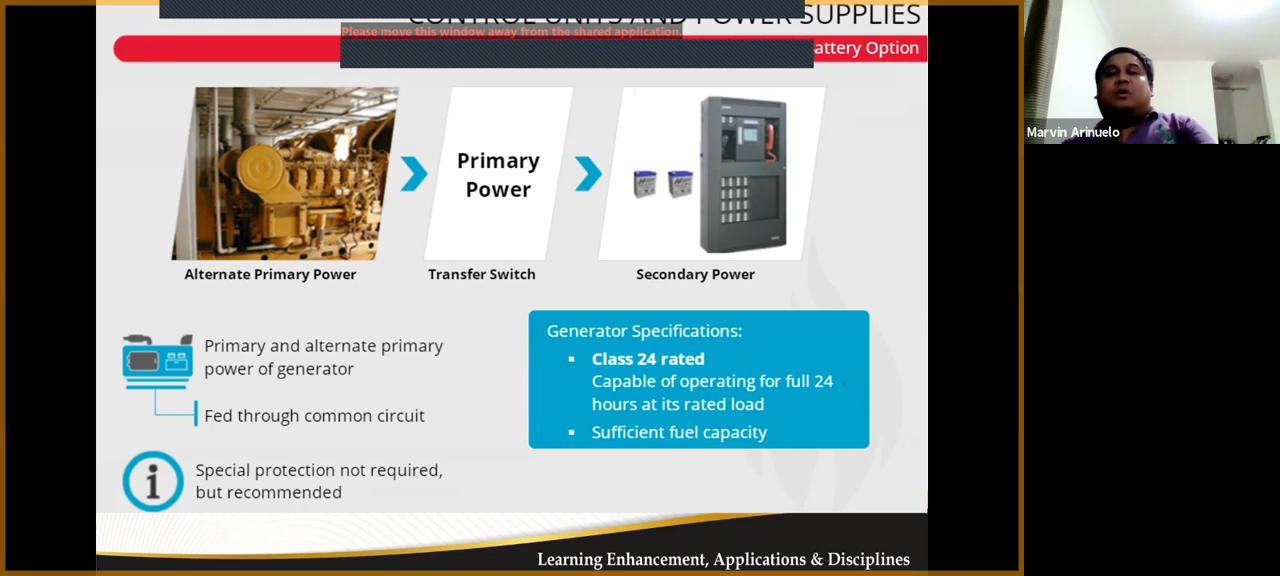 CONTROL UNITS AND POWER SUPPLIES
Please move this window away from the shared application.
attery Option
Primary
Power
Alternate Primary Power
Transfer Switch
Secondary Power
Primary and alternate primary
power of generator
Fed through common circuit
Special protection not required,
but recommended
Generator Specifications:
▪ Class 24 rated
Capable of operating for full 24
hours at its rated load
▪ Sufficient fuel capacity
Learning Enhancement, Applications & Disciplines
Marvin Arinuelo